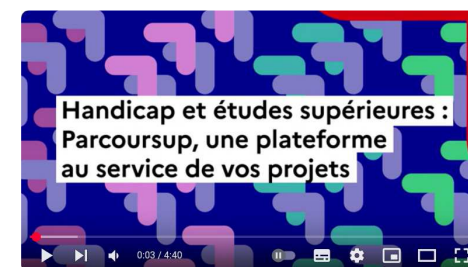 Handicap et études supérieures :
Parcoursup, une plateforme
au service de vos projets
0:03 / 4:40